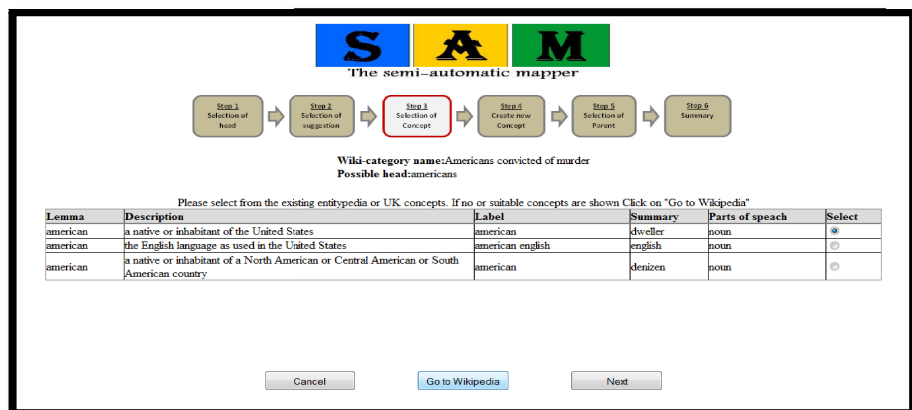 S A M
The semi-automatic mapper
Step 1 Step 2 Step 3 Step 4 Step 5 Step 6
Selection of Selection of Selection of Create new Selection of Summary
head suggestion Concept Concept Parent
Wiki-category name:Americans convicted of murder
Possible head:americans
Please select from the existing entitypedia or UK concepts. If no or suitable concepts are shown Click on "Go to Wikipedia"
Lemma Description Label Summary Parts of speach Select
american a native or inhabitant of the United States american dweller noun
american the English language as used in the United States american english english noun
american a native or inhabitant of a North American or Central American or South American country american denizen noun
Cancel Go to Wikipedia Next